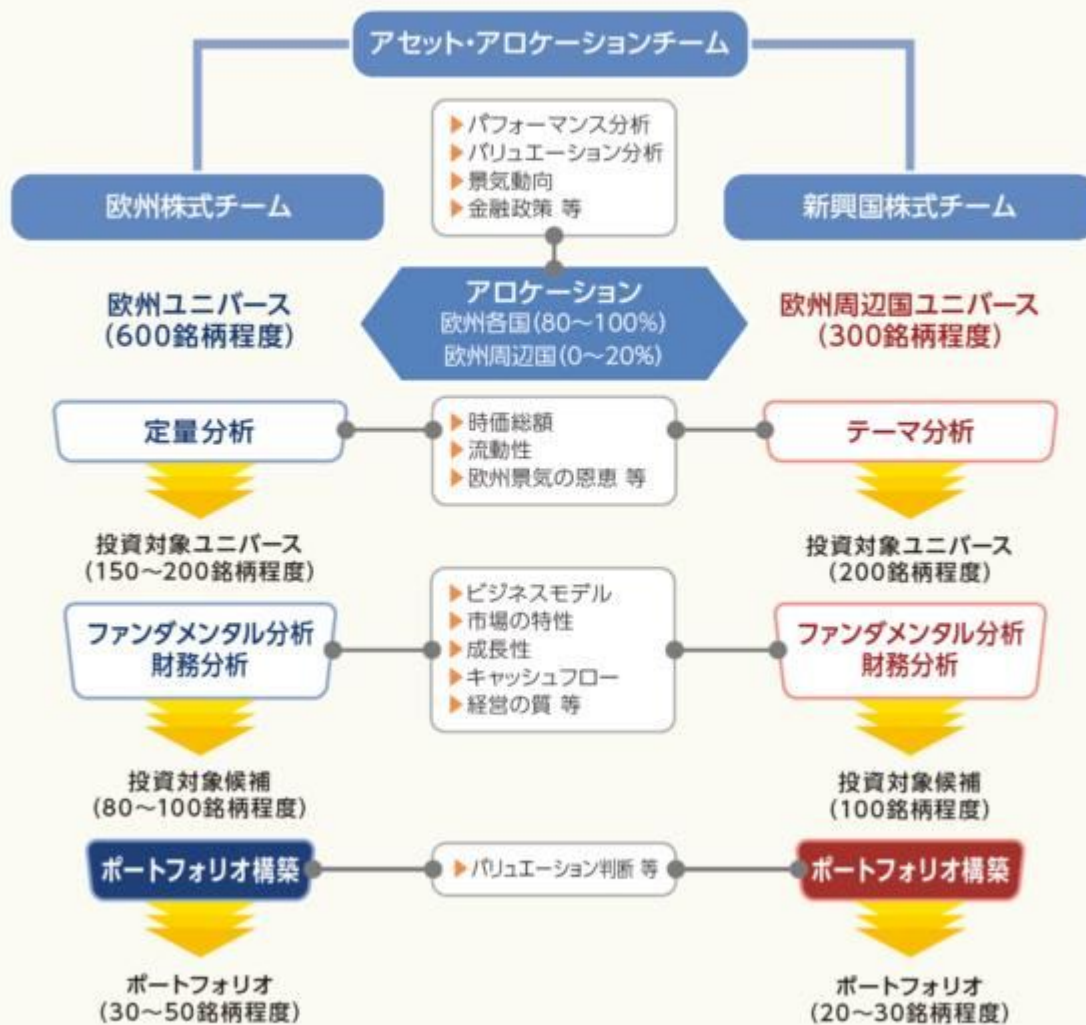 アセット・アロケーションチーム
▶パフォーマンス分析
▶バリュエーション分析
▶景気動向
▶金融政策 等
欧州株式チーム
新興国株式チーム
欧州ユニバース
(600銘柄程度)
アロケーション
欧州各国(80〜100%)
欧州周辺国(0〜20%)
欧州周辺国ユニバース
(300銘柄程度)
定量分析
▶時価総額
▶流動性
▶欧州景気の恩恵 等
テーマ分析
投資対象ユニバース
(150〜200銘柄程度)
投資対象ユニバース
(200銘柄程度)
ファンダメンタル分析
財務分析
▶ビジネスモデル
▶市場の特性
▶成長性
▶キャッシュフロー
▶経営の質 等
ファンダメンタル分析
財務分析
投資対象候補
(80〜100銘柄程度)
投資対象候補
(100銘柄程度)
ポートフォリオ構築
▶バリュエーション判断 等
ポートフォリオ構築
ポートフォリオ
(30〜50銘柄程度)
ポートフォリオ
(20〜30銘柄程度)